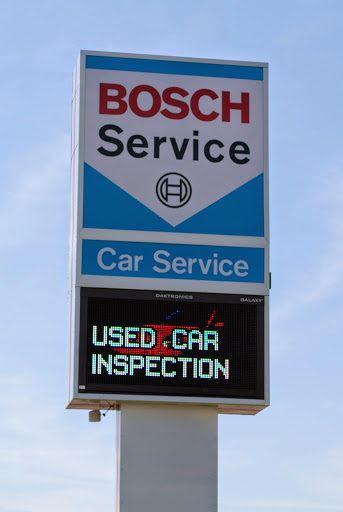 BOSCH
Service
Car Service
DAKTRONICS GALAXY
USED CAR
INSPECTION